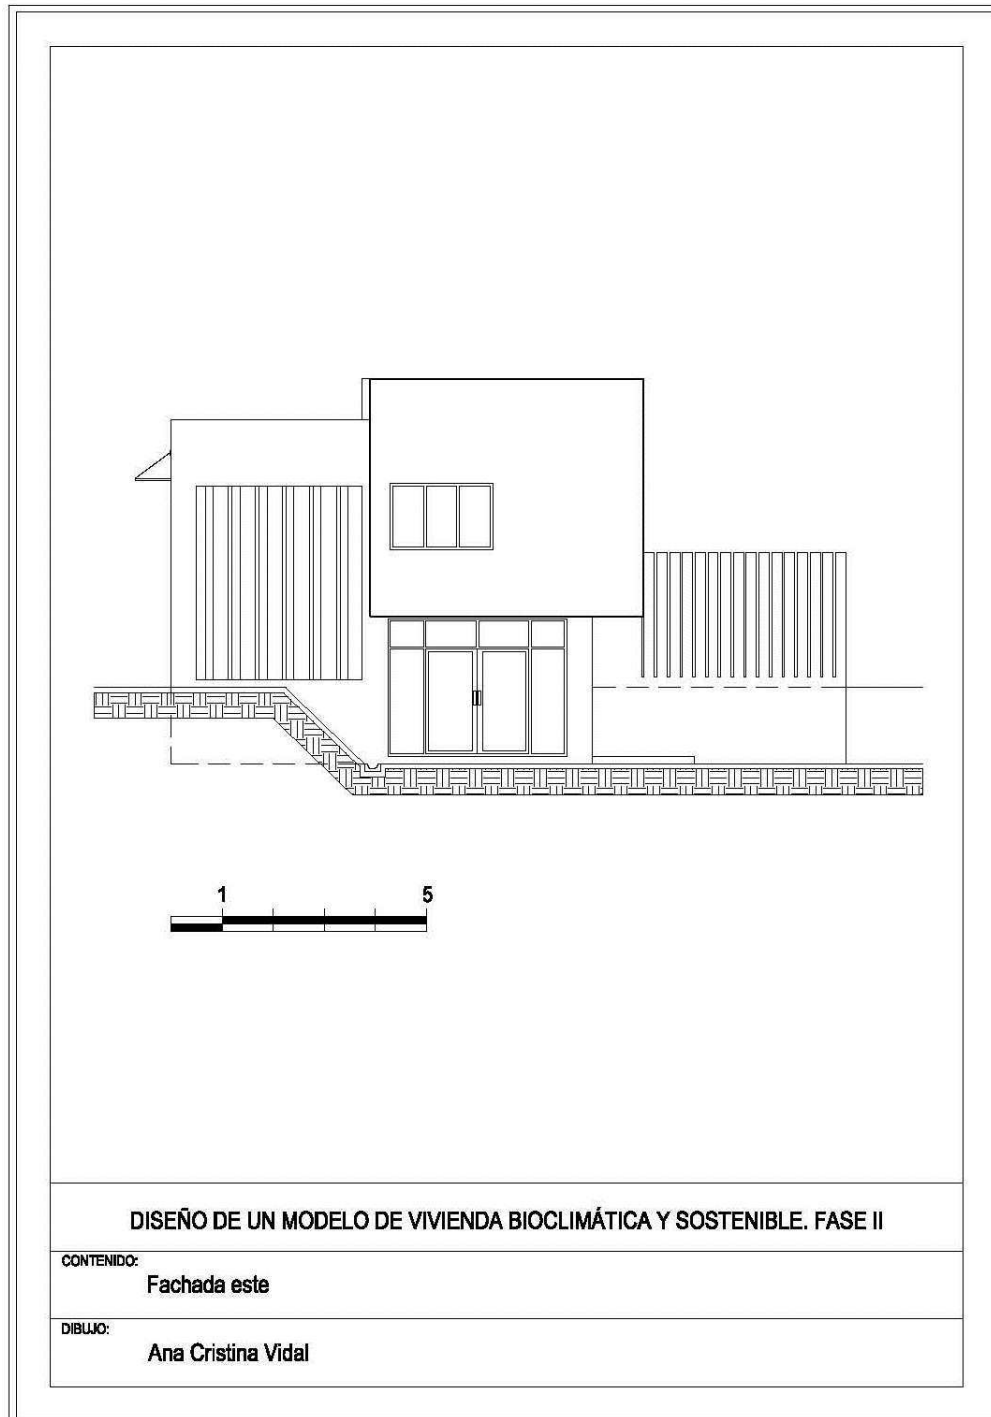 1 5
DISEÑO DE UN MODELO DE VIVIENDA BIOCLIMÁTICA Y SOSTENIBLE. FASE II
CONTENIDO:
Fachada este
DIBUJO:
Ana Cristina Vidal